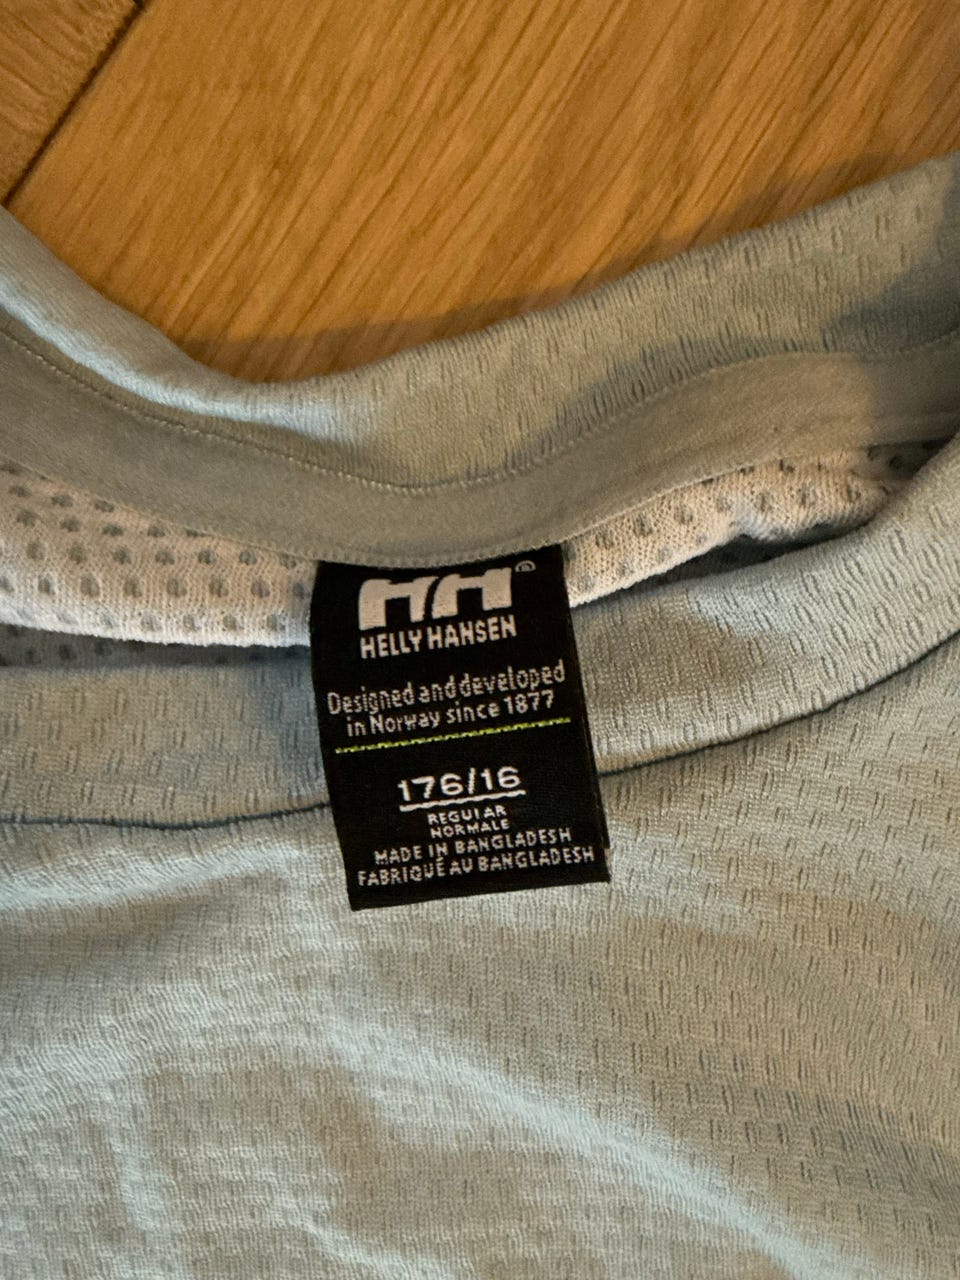 HH®
HELLY HANSEN
Designed and developed
in Norway since 1877
176/16
REGULAR
NORMALE
MADE IN BANGLADESH
FABRIQUÉ AU BANGLADESH